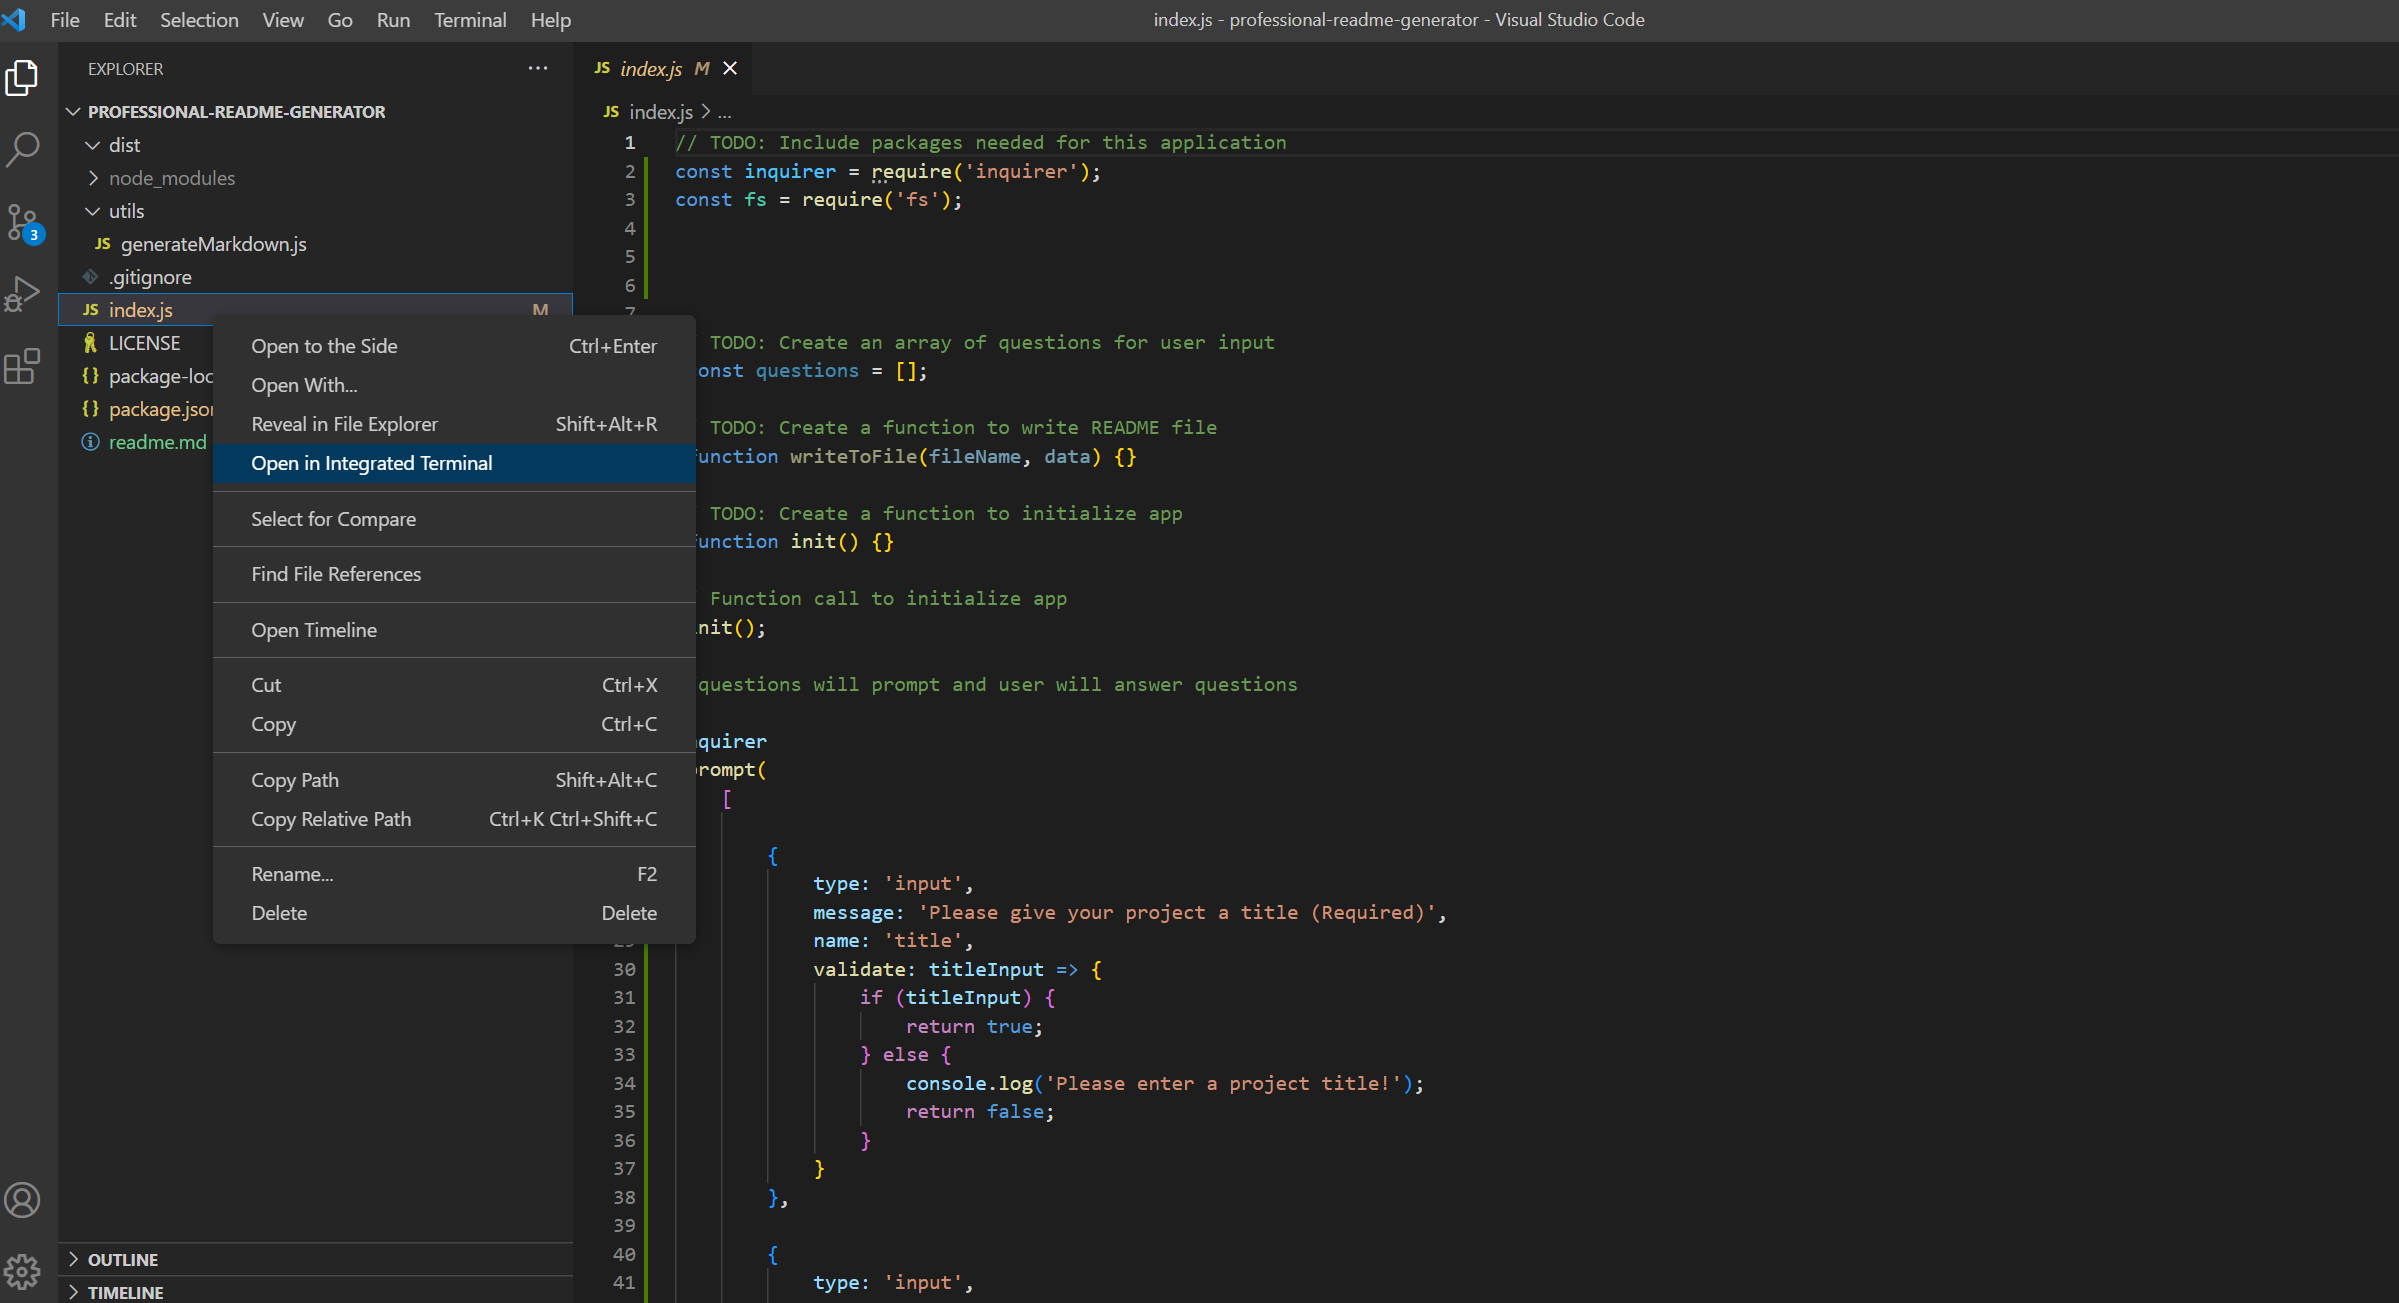 File Edit Selection View Go Run Terminal Help
index.js - professional-readme-generator - Visual Studio Code
EXPLORER ...
PROFESSIONAL-README-GENERATOR
dist
node_modules
utils
JS generateMarkdown.js
.gitignore
JS index.js M
LICENSE
{} package-loc
{} package.json
readme.md
3
Open to the Side Ctrl+Enter
Open With...
Reveal in File Explorer Shift+Alt+R
Open in Integrated Terminal
Select for Compare
Find File References
Open Timeline
Cut Ctrl+X
Copy Ctrl+C
Copy Path Shift+Alt+C
Copy Relative Path Ctrl+K Ctrl+Shift+C
Rename... F2
Delete Delete
OUTLINE
TIMELINE
JS index.js M
JS index.js > ...
1 // TODO: Include packages needed for this application
2 const inquirer = require('inquirer');
3 const fs = require('fs');
4
5
6
7
TODO: Create an array of questions for user input
onst questions = [];
TODO: Create a function to write README file
unction writeToFile(fileName, data) {}
TODO: Create a function to initialize app
unction init() {}
Function call to initialize app
nit();
questions will prompt and user will answer questions
quirer
rompt(
[
{
type: 'input',
message: 'Please give your project a title (Required)',
29 name: 'title',
30 validate: titleInput => {
31 if (titleInput) {
32 return true;
33 } else {
34 console.log('Please enter a project title!');
35 return false;
36 }
37 }
38 },
39
40 {
41 type: 'input',